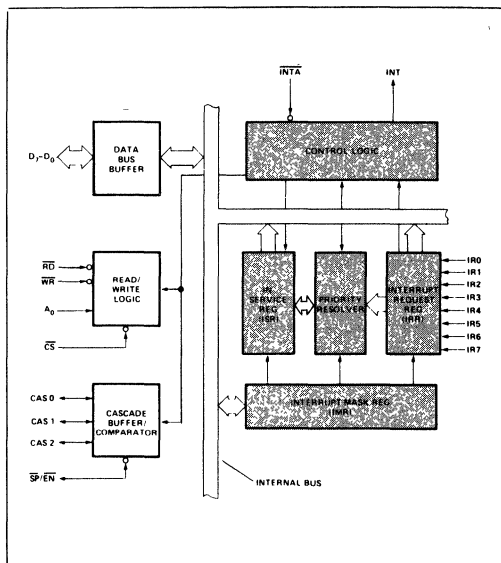 INTA
INT
D7-D0
DATA
BUS
BUFFER
CONTROL LOGIC
RD
WR
A0
CS
READ/
WRITE
LOGIC
IN
SERVICE
REG
(ISR)
PRIORITY
RESOLVER
INTERRUPT
REQUEST
REG
(IRR)
IR0
IR1
IR2
IR3
IR4
IR5
IR6
IR7
CAS 0
CAS 1
CAS 2
CASCADE
BUFFER/
COMPARATOR
SP/EN
INTERRUPT MASK REG
(IMR)
INTERNAL BUS